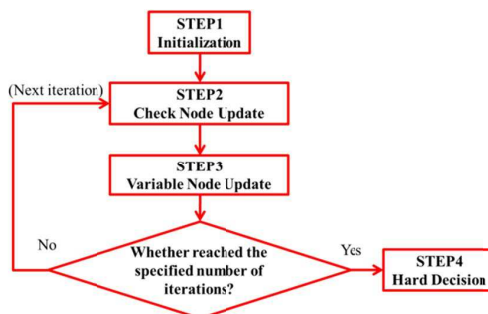 STEP1
Initialization
(Next iteration)
STEP2
Check Node Update
STEP3
Variable Node Update
No
Whether reached the
specified number of
iterations?
Yes
STEP4
Hard Decision